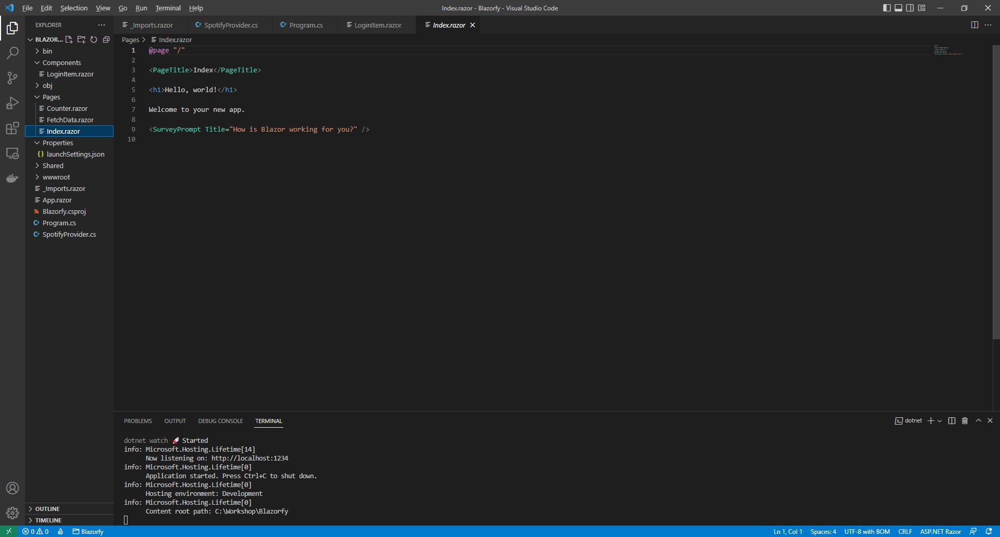 File Edit Selection View Go Run Terminal Help
Index.razor - Blazorfy - Visual Studio Code
EXPLORER
BLAZOR...
bin
Components
LoginItem.razor
obj
Pages
Counter.razor
FetchData.razor
Index.razor
Properties
launchSettings.json
Shared
wwwroot
_Imports.razor
App.razor
Blazorfy.csproj
Program.cs
SpotifyProvider.cs
OUTLINE
TIMELINE
_Imports.razor SpotifyProvider.cs Program.cs LoginItem.razor Index.razor
Pages > Index.razor
1 @page "/"
2
3 <PageTitle>Index</PageTitle>
4
5 <h1>Hello, world!</h1>
6
7 Welcome to your new app.
8
9 <SurveyPrompt Title="How is Blazor working for you?" />
10
PROBLEMS OUTPUT DEBUG CONSOLE TERMINAL
dotnet
dotnet watch 🚀 Started
info: Microsoft.Hosting.Lifetime[14]
Now listening on: http://localhost:1234
info: Microsoft.Hosting.Lifetime[0]
Application started. Press Ctrl+C to shut down.
info: Microsoft.Hosting.Lifetime[0]
Hosting environment: Development
info: Microsoft.Hosting.Lifetime[0]
Content root path: C:\Workshop\Blazorfy
0 0 Blazorfy
Ln 1, Col 1 Spaces: 4 UTF-8 with BOM CRLF ASP.NET Razor